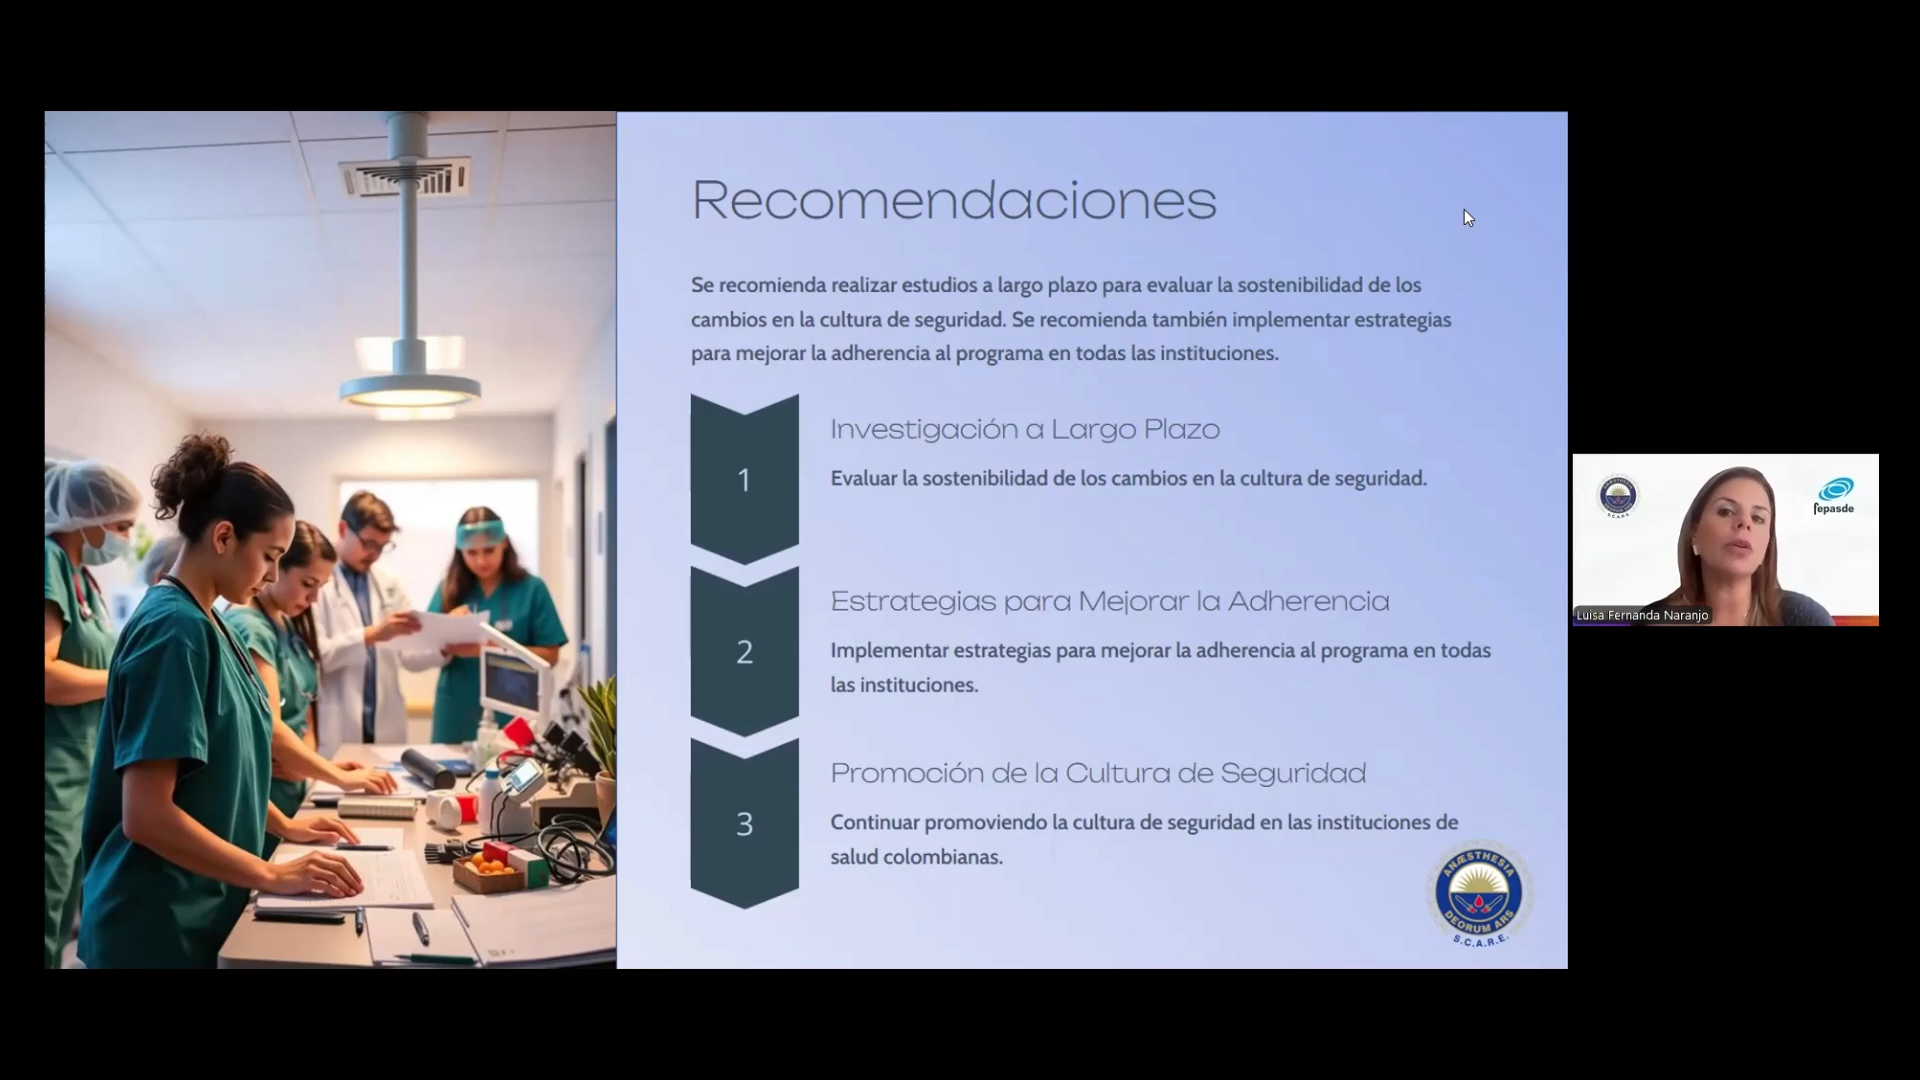 Recomendaciones
Se recomienda realizar estudios a largo plazo para evaluar la sostenibilidad de los
cambios en la cultura de seguridad. Se recomienda también implementar estrategias
para mejorar la adherencia al programa en todas las instituciones.
1
Investigación a Largo Plazo
Evaluar la sostenibilidad de los cambios en la cultura de seguridad.
2
Estrategias para Mejorar la Adherencia
Implementar estrategias para mejorar la adherencia al programa en todas
las instituciones.
3
Promoción de la Cultura de Seguridad
Continuar promoviendo la cultura de seguridad en las instituciones de
salud colombianas.
ANÆSTHESIA
DEORUM ARS
S.C.A.R.E.
fepasde
Luisa Fernanda Naranjo